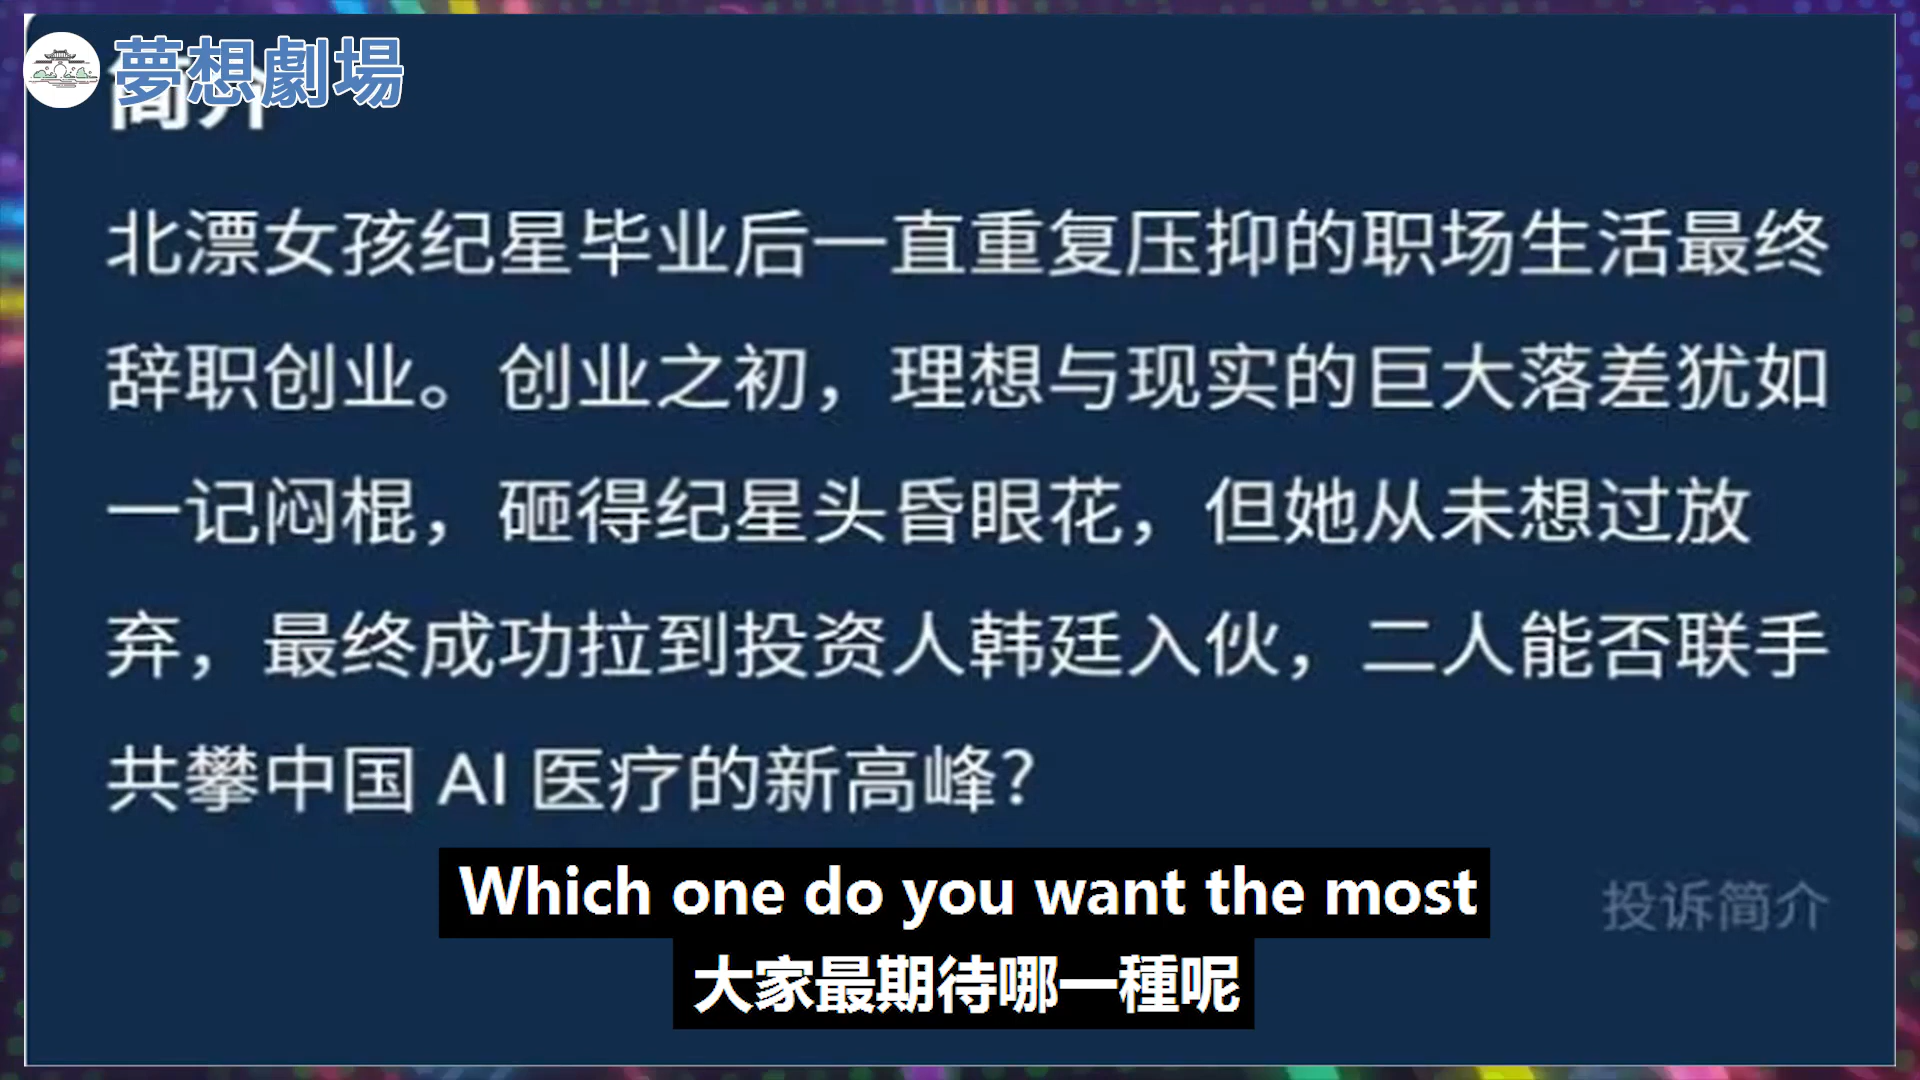 夢想劇場
简介
北漂女孩纪星毕业后一直重复压抑的职场生活最终
辞职创业。创业之初，理想与现实的巨大落差犹如
一记闷棍，砸得纪星头昏眼花，但她从未想过放
弃，最终成功拉到投资人韩廷入伙，二人能否联手
共攀中国 AI 医疗的新高峰？
投诉简介
Which one do you want the most
大家最期待哪一種呢